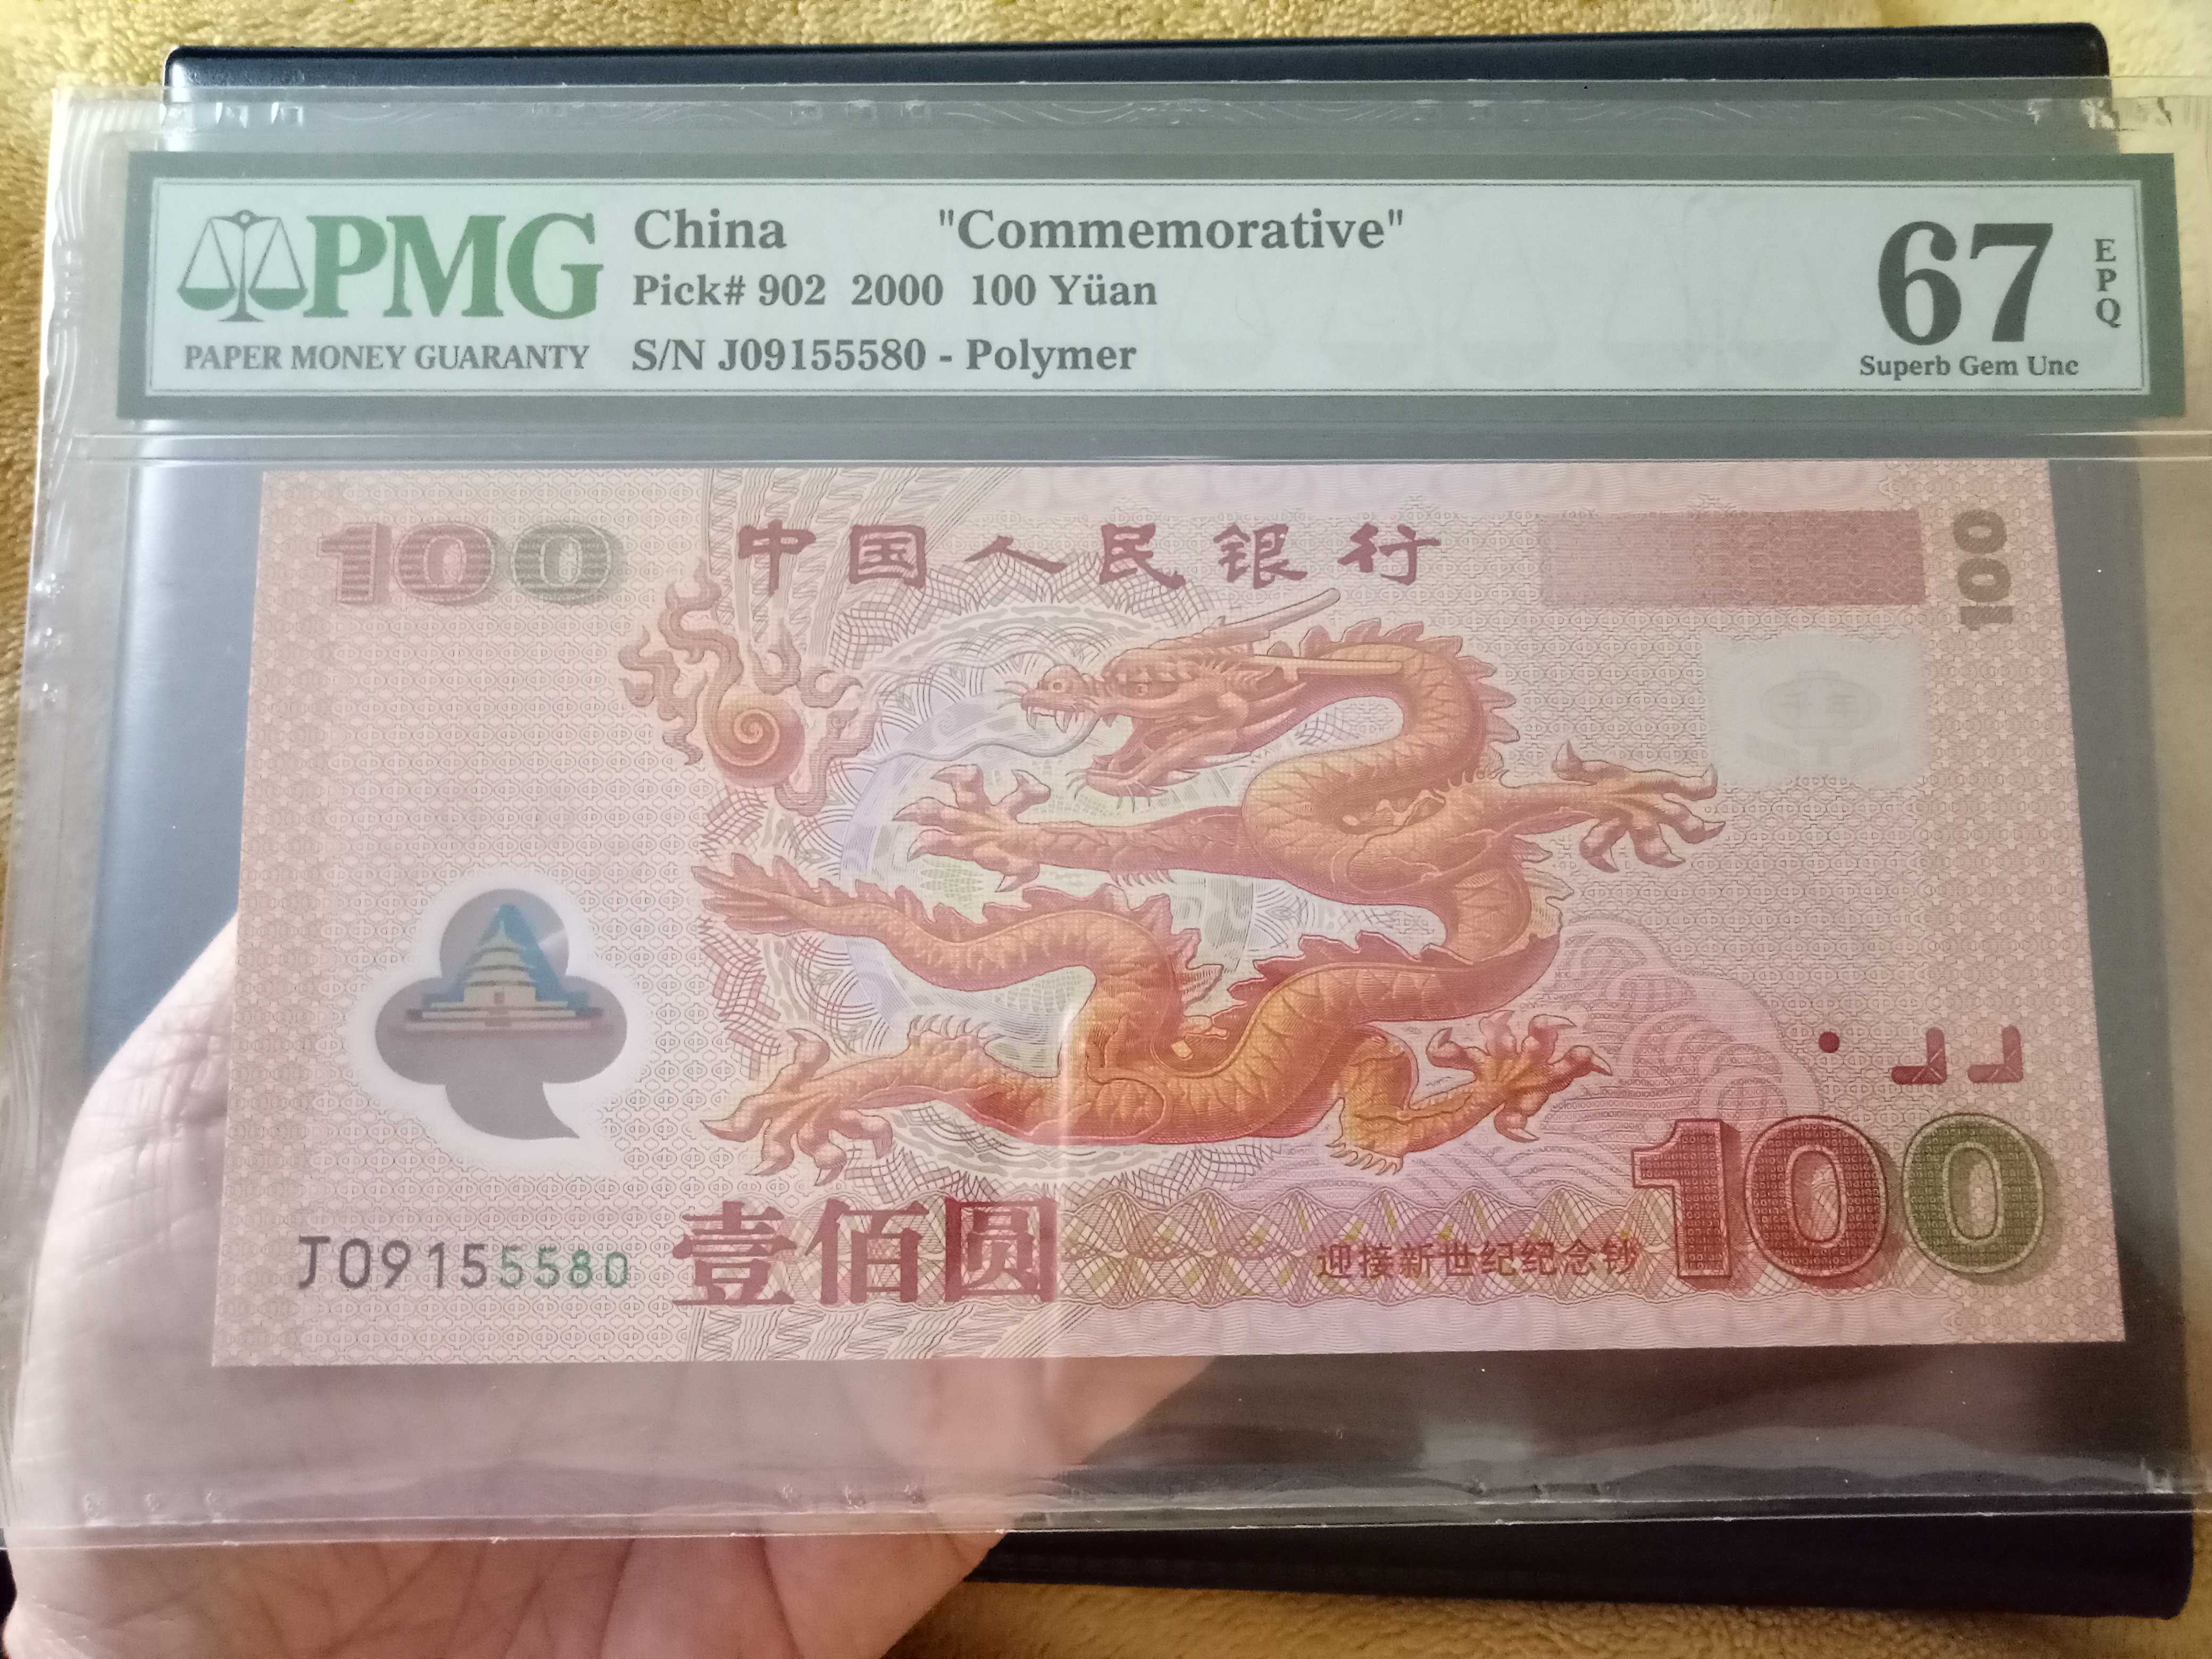 PMG
PAPER MONEY GUARANTY
China "Commemorative"
Pick# 902 2000 100 Yüan
S/N J09155580 - Polymer
67
EPQ
Superb Gem Unc
100
中国人民银行
100
J09155580
壹佰圆
迎接新世纪纪念钞
100